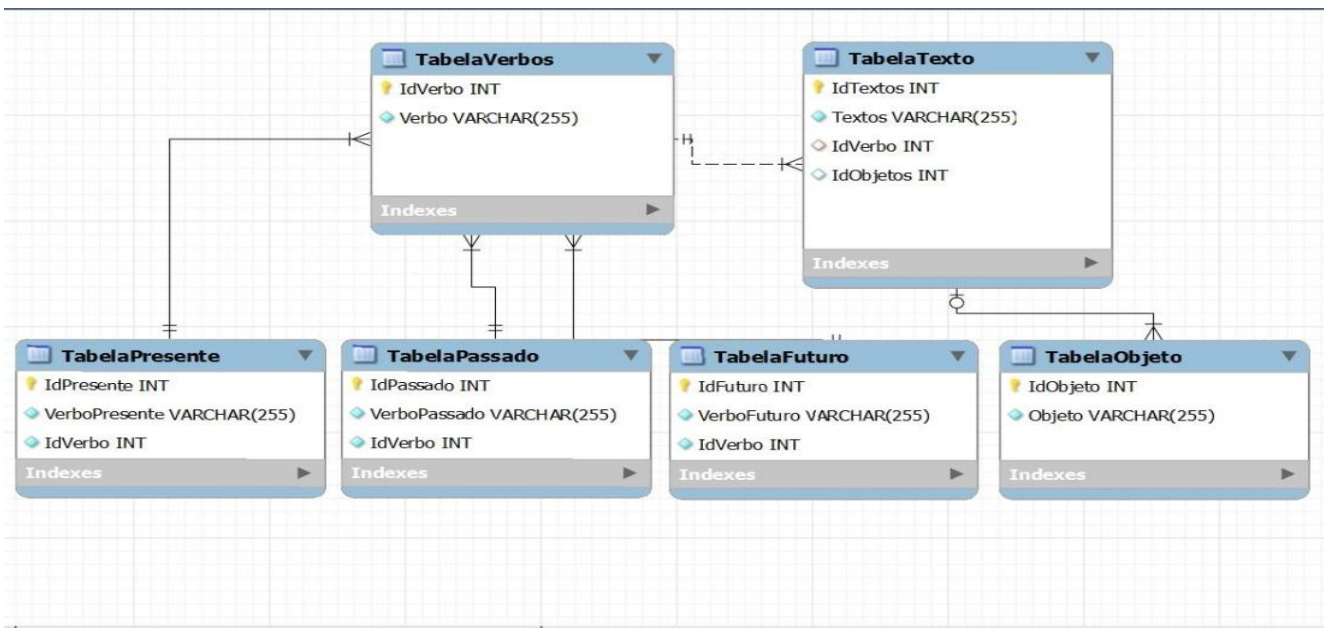 TabelaVerbos
IdVerbo INT
Verbo VARCHAR(255)
Indexes
TabelaTexto
IdTextos INT
Textos VARCHAR(255)
IdVerbo INT
IdObjetos INT
Indexes
TabelaPresente
IdPresente INT
VerboPresente VARCHAR(255)
IdVerbo INT
Indexes
TabelaPassado
IdPassado INT
VerboPassado VARCHAR(255)
IdVerbo INT
Indexes
TabelaFuturo
IdFuturo INT
VerboFuturo VARCHAR(255)
IdVerbo INT
Indexes
TabelaObjeto
IdObjeto INT
Objeto VARCHAR(255)
Indexes